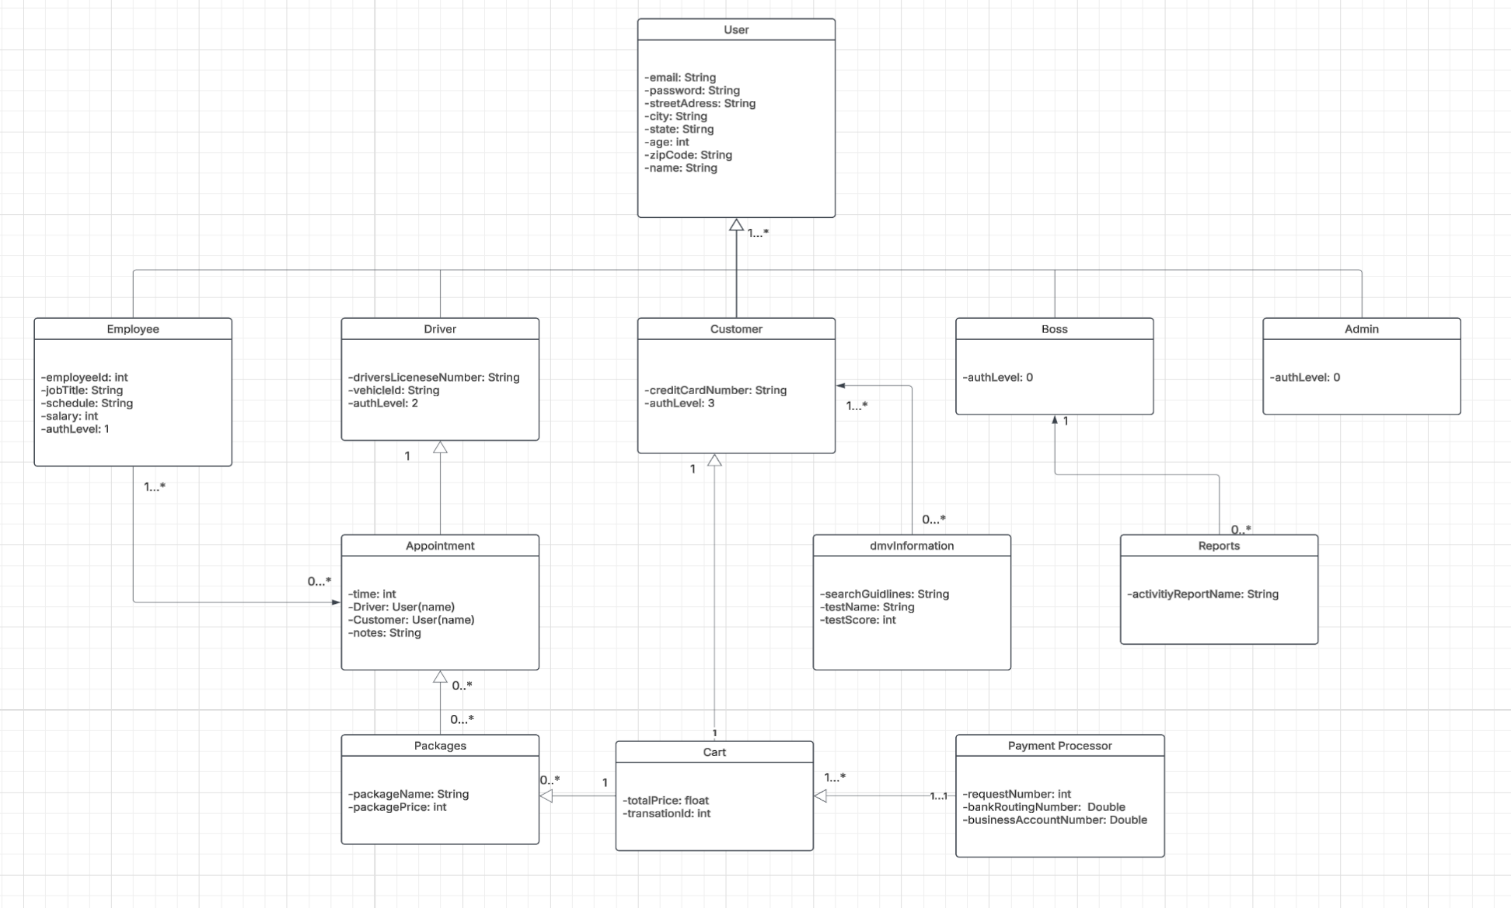 User
-email: String
-password: String
-streetAdress: String
-city: String
-state: Stirng
-age: int
-zipCode: String
-name: String
1...*
Employee
-employeeId: int
-jobTitle: String
-schedule: String
-salary: int
-authLevel: 1
Driver
-driversLiceneseNumber: String
-vehicleId: String
-authLevel: 2
Customer
-creditCardNumber: String
-authLevel: 3
Boss
-authLevel: 0
Admin
-authLevel: 0
1...*
1
1
1
1...*
0...*
0..*
0...*
Appointment
-time: int
-Driver: User(name)
-Customer: User(name)
-notes: String
dmvInformation
-searchGuidlines: String
-testName: String
-testScore: int
Reports
-activitiyReportName: String
0..*
0...*
1
Packages
-packageName: String
-packagePrice: int
0..*
1
Cart
-totalPrice: float
-transationId: int
1...*
1...1
Payment Processor
-requestNumber: int
-bankRoutingNumber: Double
-businessAccountNumber: Double